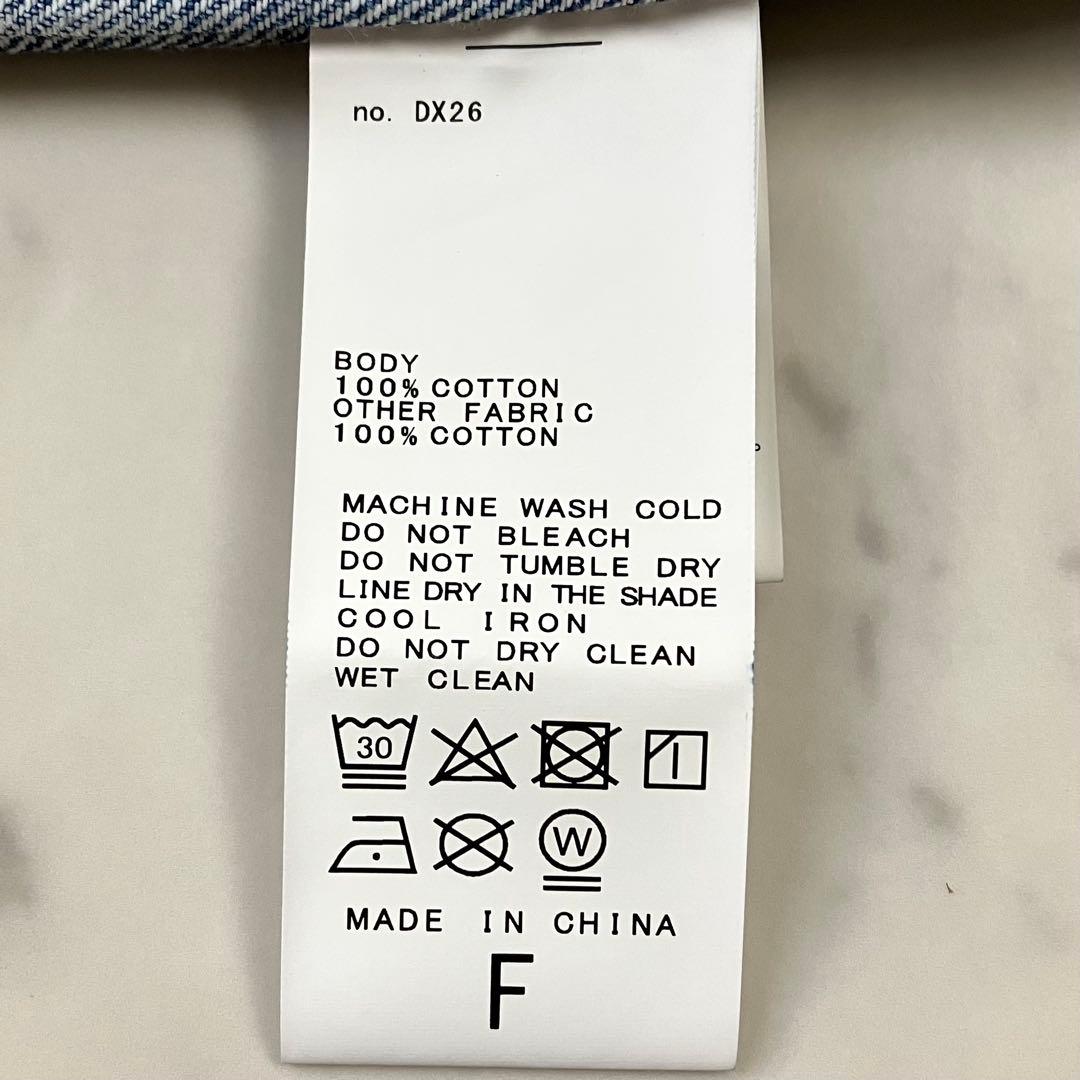 no. DX26
BODY
100% COTTON
OTHER FABRIC
100% COTTON
MACHINE WASH COLD
DO NOT BLEACH
DO NOT TUMBLE DRY
LINE DRY IN THE SHADE
COOL IRON
DO NOT DRY CLEAN
WET CLEAN
30
W
MADE IN CHINA
F